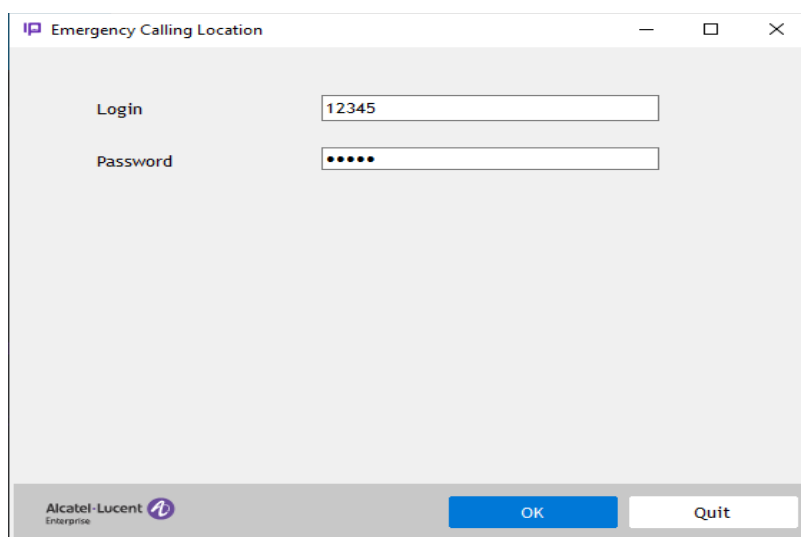 Emergency Calling Location
Login 12345
Password •••••
Alcatel·Lucent
Enterprise
OK Quit